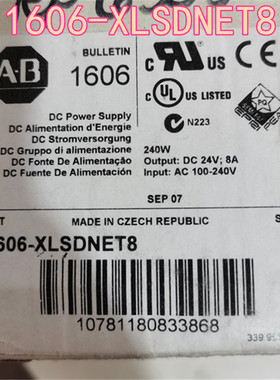 1606-XLSDNET8
A-B
BULLETIN
1606
C UL US
LISTED
N223
DC Power Supply
DC Alimentation d'Energie
DC Stromversorgung
DC Gruppo di alimentazione
DC Fonte De Alimentação
DC Fuente De Alimentación
240W
Output: DC 24V; 8A
Input: AC 100-240V
SEP 07
MADE IN CZECH REPUBLIC
606-XLSDNET8
10781180833868